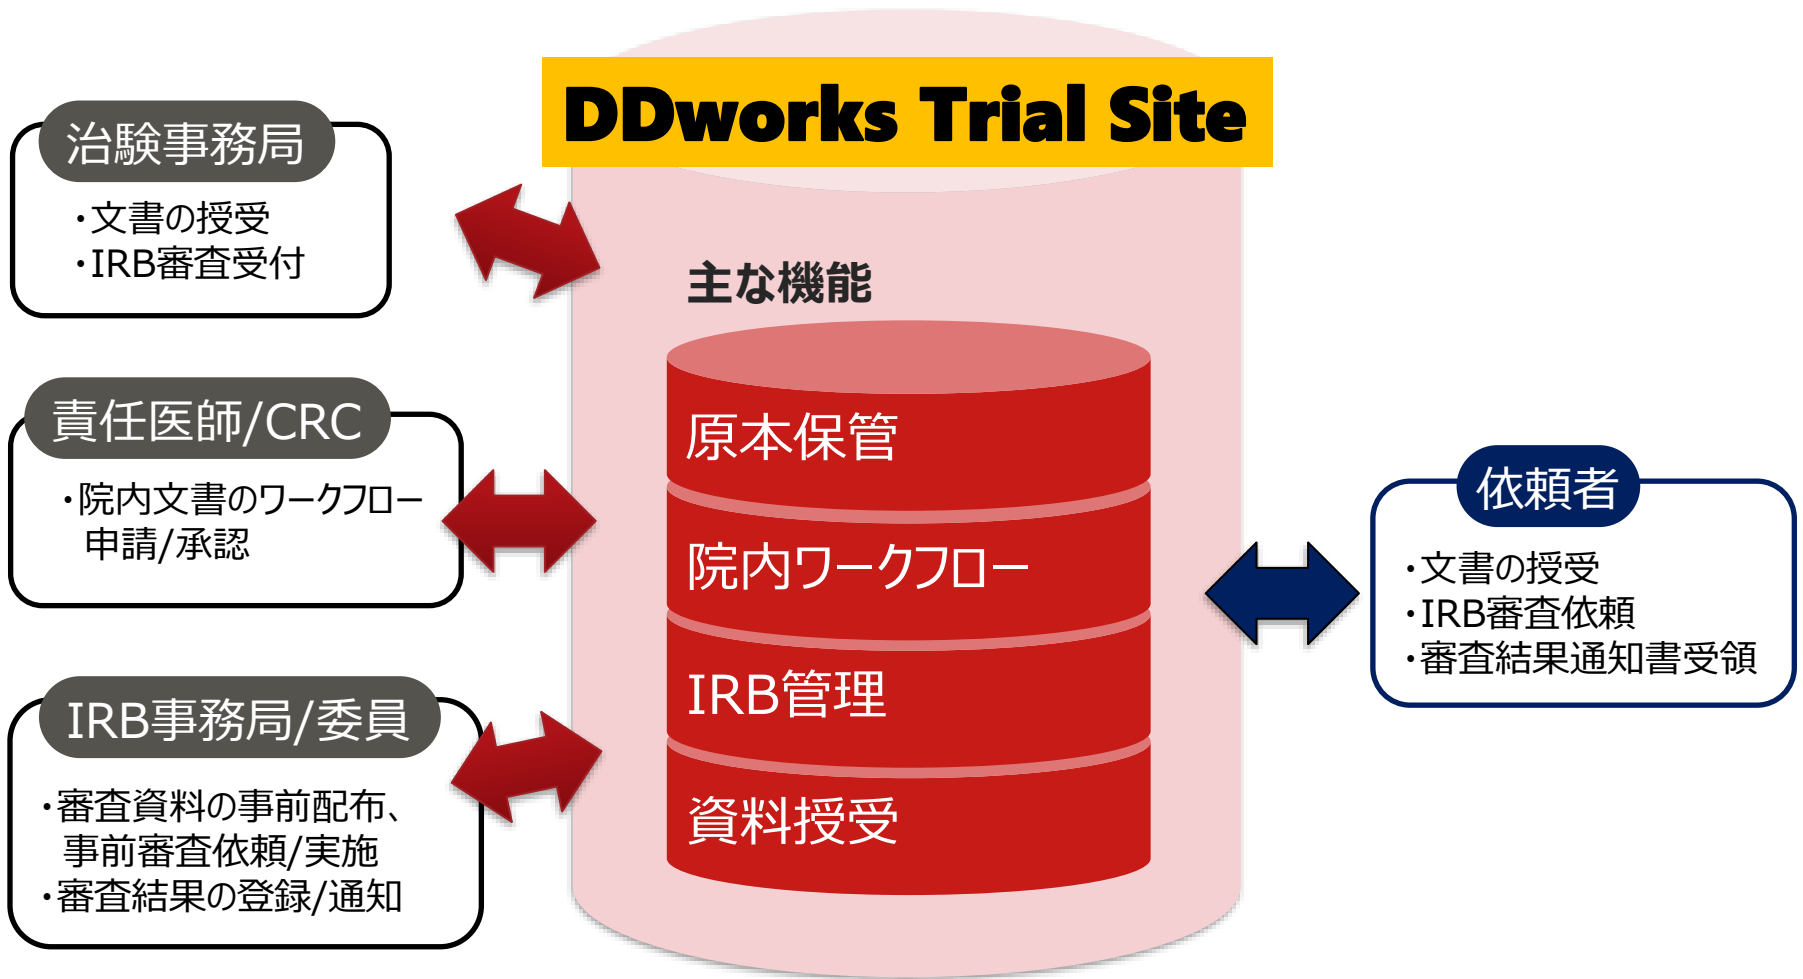 DDworks Trial Site
治験事務局
・文書の授受
・IRB審査受付
責任医師/CRC
・院内文書のワークフロー
申請/承認
IRB事務局/委員
・審査資料の事前配布、
事前審査依頼/実施
・審査結果の登録/通知
主な機能
原本保管
院内ワークフロー
IRB管理
資料授受
依頼者
・文書の授受
・IRB審査依頼
・審査結果通知書受領